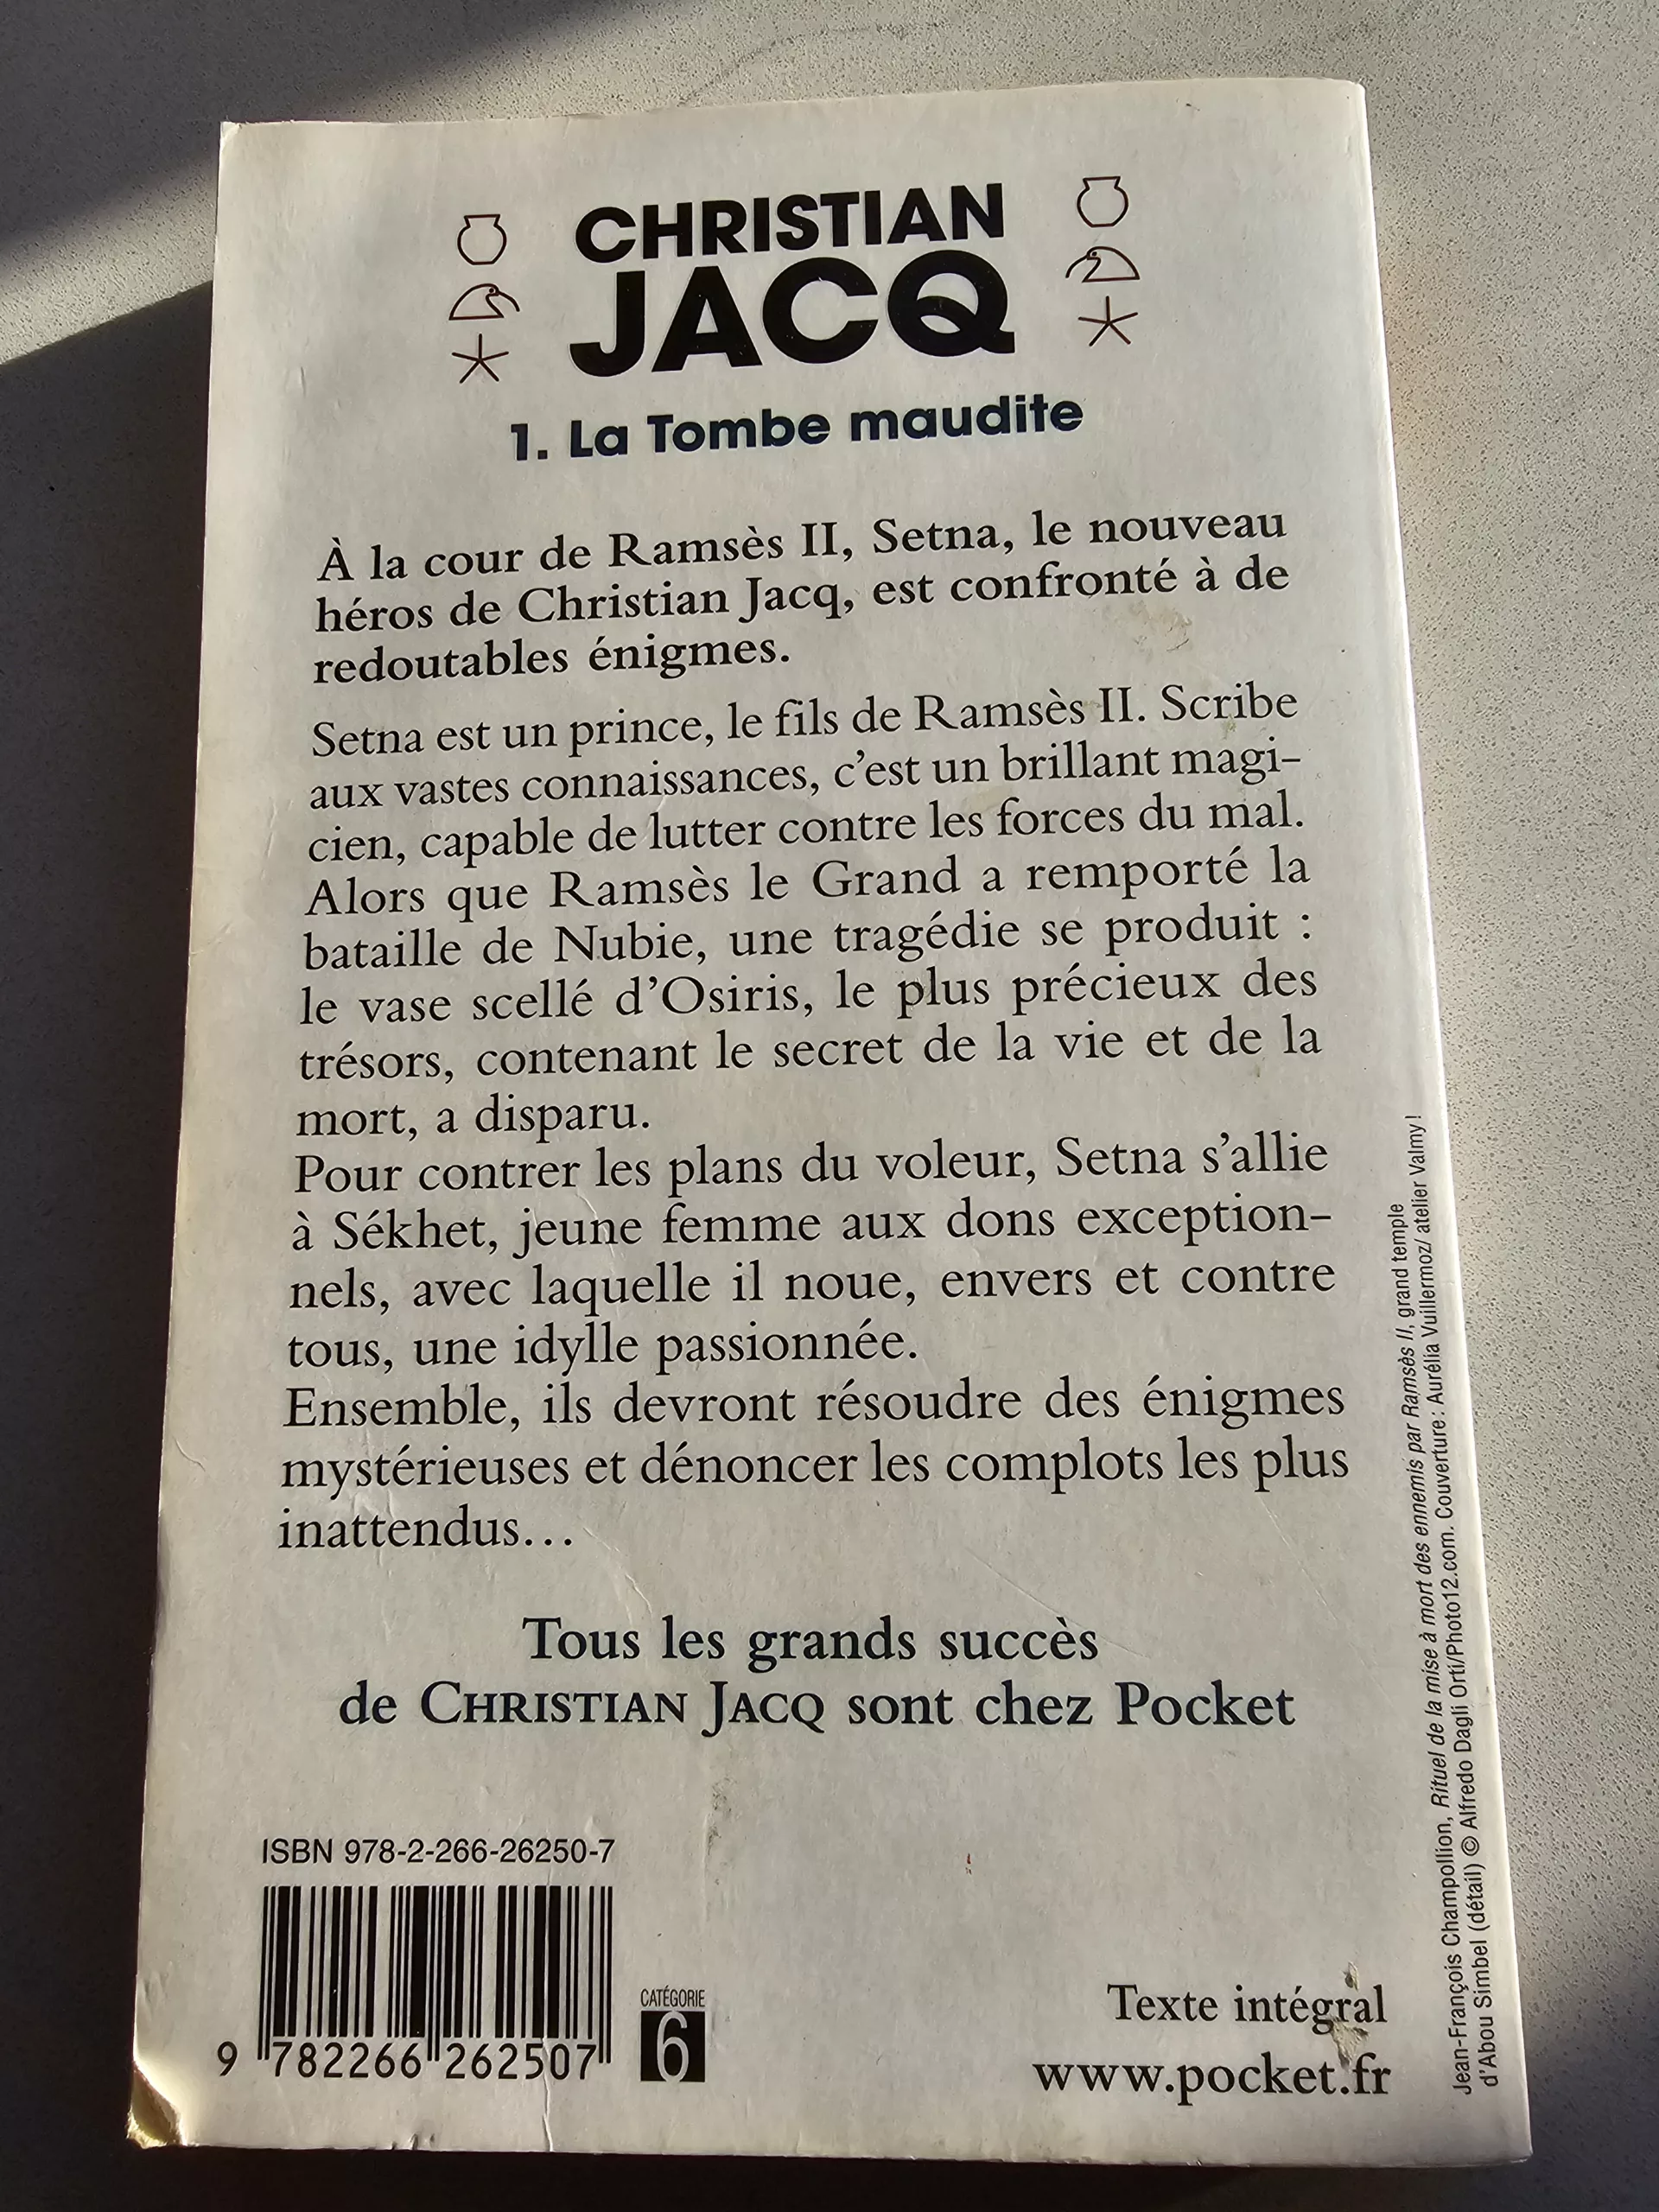 CHRISTIAN
JACQ
1. La Tombe maudite
À la cour de Ramsès II, Setna, le nouveau
héros de Christian Jacq, est confronté à de
redoutables énigmes.
Setna est un prince, le fils de Ramsès II. Scribe
aux vastes connaissances, c'est un brillant magi-
cien, capable de lutter contre les forces du mal.
Alors que Ramsès le Grand a remporté la
bataille de Nubie, une tragédie se produit :
le vase scellé d'Osiris, le plus précieux des
trésors, contenant le secret de la vie et de la
mort, a disparu.
Pour contrer les plans du voleur, Setna s'allie
à Sékhet, jeune femme aux dons exception-
nels, avec laquelle il noue, envers et contre
tous, une idylle passionnée.
Ensemble, ils devront résoudre des énigmes
mystérieuses et dénoncer les complots les plus
inattendus...
Tous les grands succès
de CHRISTIAN JACQ sont chez Pocket
ISBN 978-2-266-26250-7
9 782266 262507
CATÉGORIE
6
Texte intégral
www.pocket.fr
Jean-François Champollion, Rituel de la mise à mort des ennemis par Ramsès II, grand temple
d'Abou Simbel (détail) © Alfredo Dagli Orti/Photo12.com. Couverture : Aurélia Vuillermoz/ atelier Valmy !